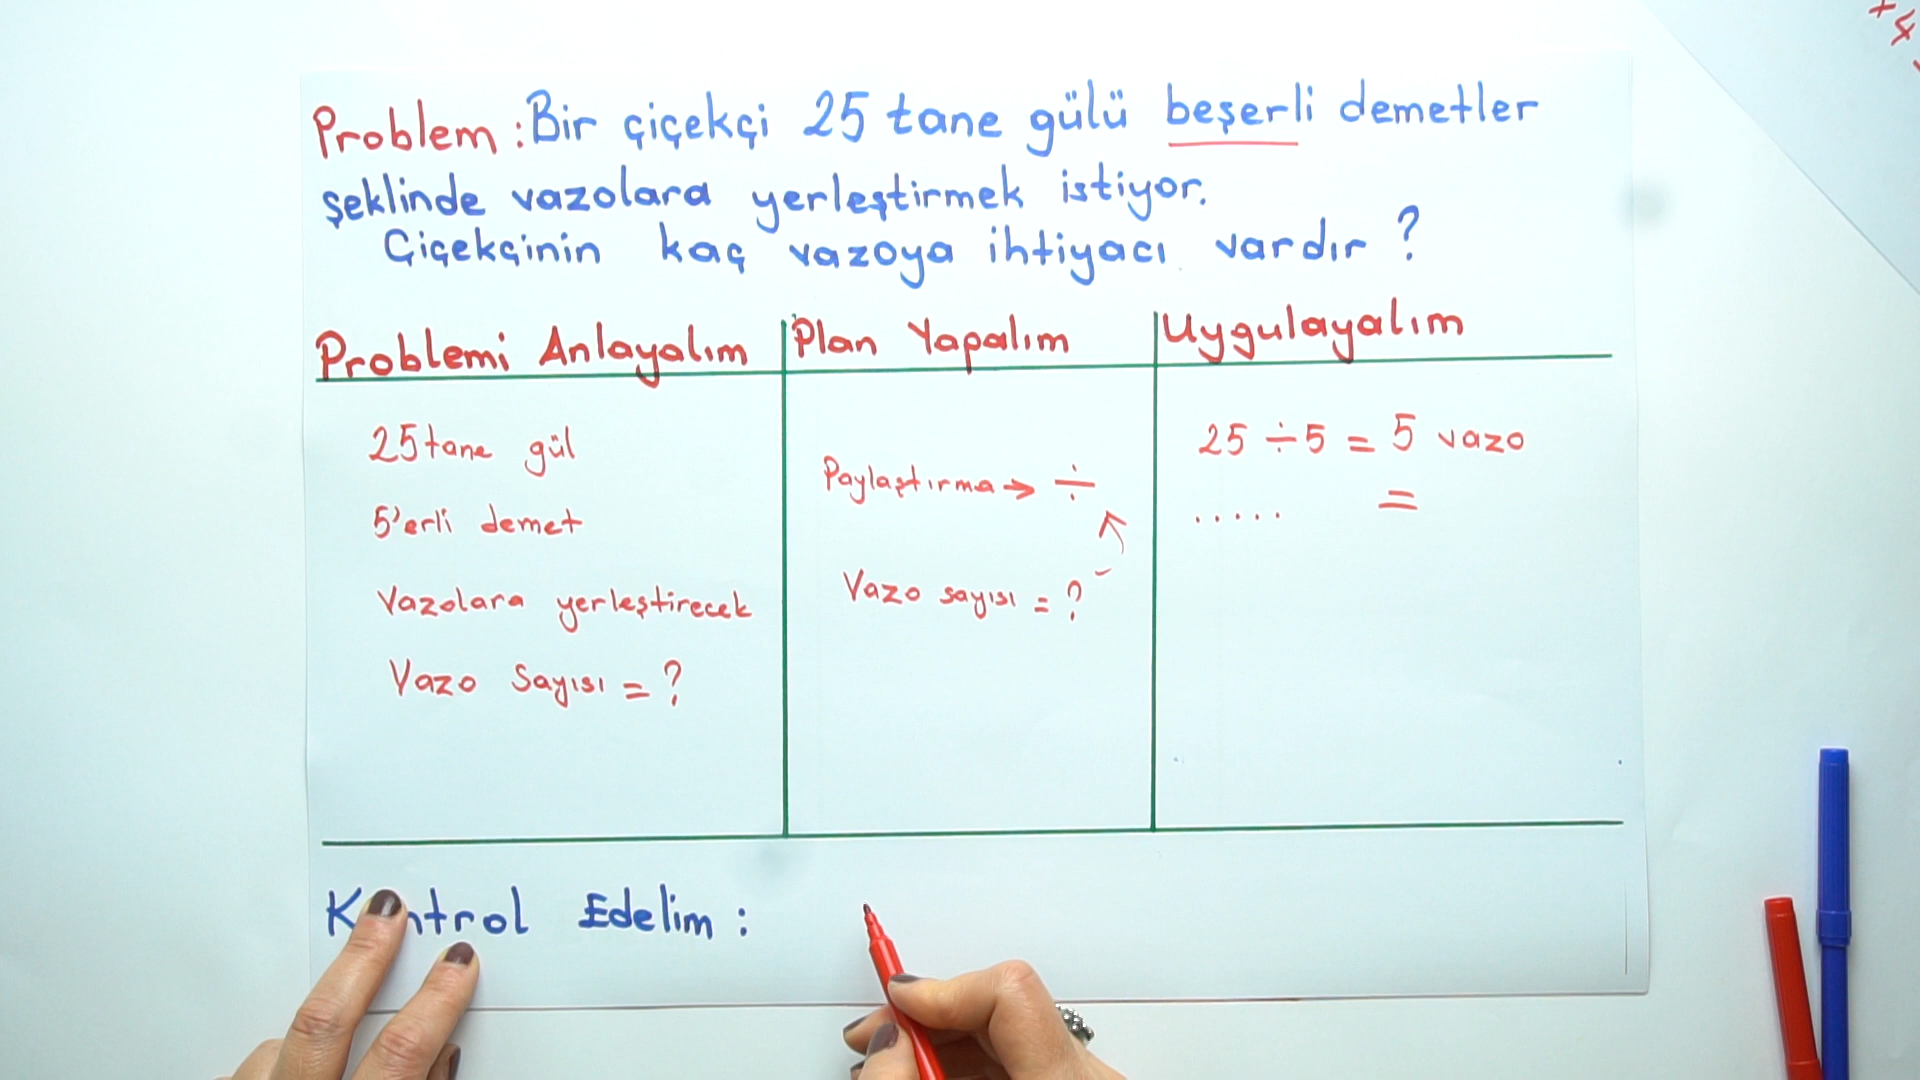 Problem : Bir çiçekçi 25 tane gülü beşerli demetler
şeklinde vazolara yerleştirmek istiyor.
Çiçekçinin kaç vazoya ihtiyacı vardır ?
Problemi Anlayalım
25 tane gül
5'erli demet
Vazolara yerleştirecek
Vazo Sayısı = ?
Plan Yapalım
Paylaştırma → ÷
Vazo sayısı = ?
Uygulayalım
25 ÷ 5 = 5 vazo
..... =
Kontrol Edelim :
+4